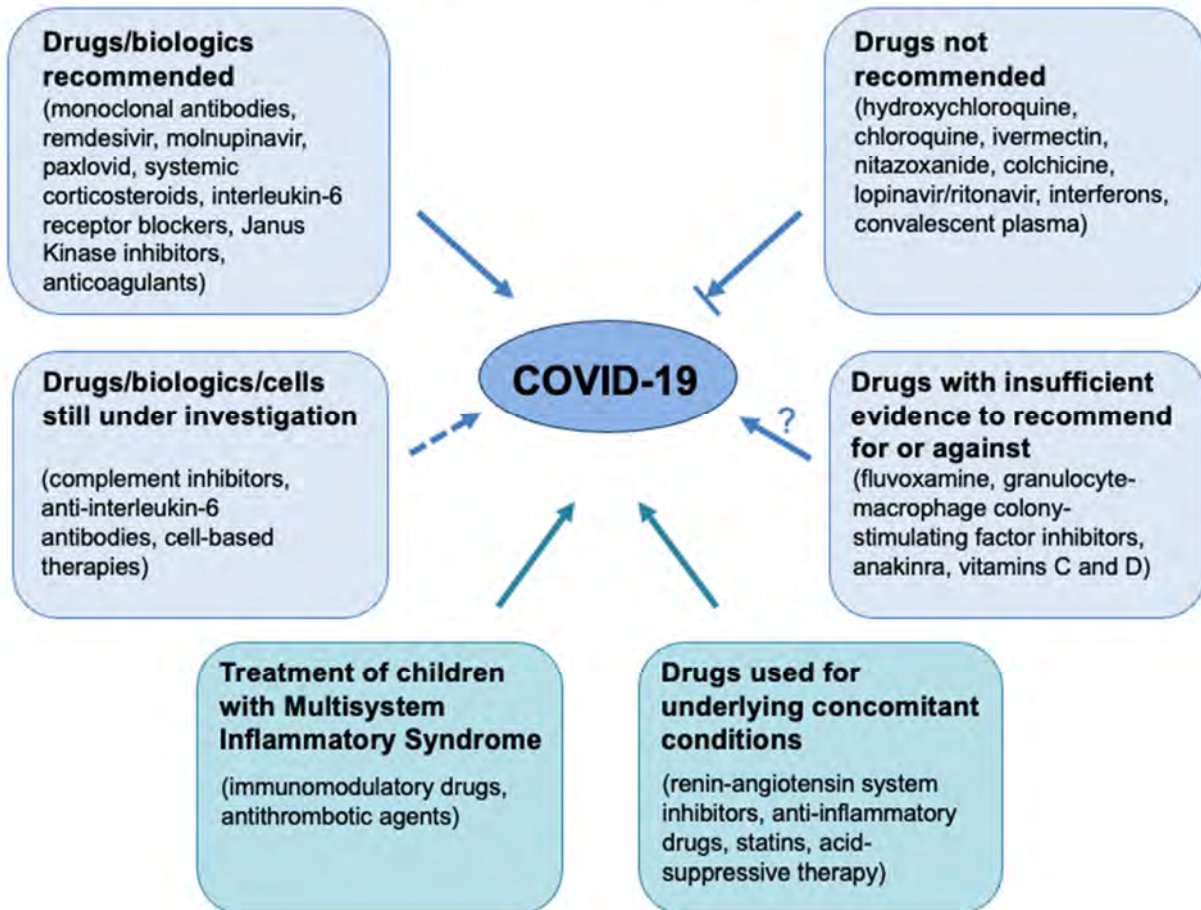 Drugs/biologics
recommended
(monoclonal antibodies,
remdesivir, molnupinavir,
paxlovid, systemic
corticosteroids, interleukin-6
receptor blockers, Janus
Kinase inhibitors,
anticoagulants)
Drugs not
recommended
(hydroxychloroquine,
chloroquine, ivermectin,
nitazoxanide, colchicine,
lopinavir/ritonavir, interferons,
convalescent plasma)
COVID-19
Drugs/biologics/cells
still under investigation
(complement inhibitors,
anti-interleukin-6
antibodies, cell-based
therapies)
?
Drugs with insufficient
evidence to recommend
for or against
(fluvoxamine, granulocyte-
macrophage colony-
stimulating factor inhibitors,
anakinra, vitamins C and D)
Treatment of children
with Multisystem
Inflammatory Syndrome
(immunomodulatory drugs,
antithrombotic agents)
Drugs used for
underlying concomitant
conditions
(renin-angiotensin system
inhibitors, anti-inflammatory
drugs, statins, acid-
suppressive therapy)